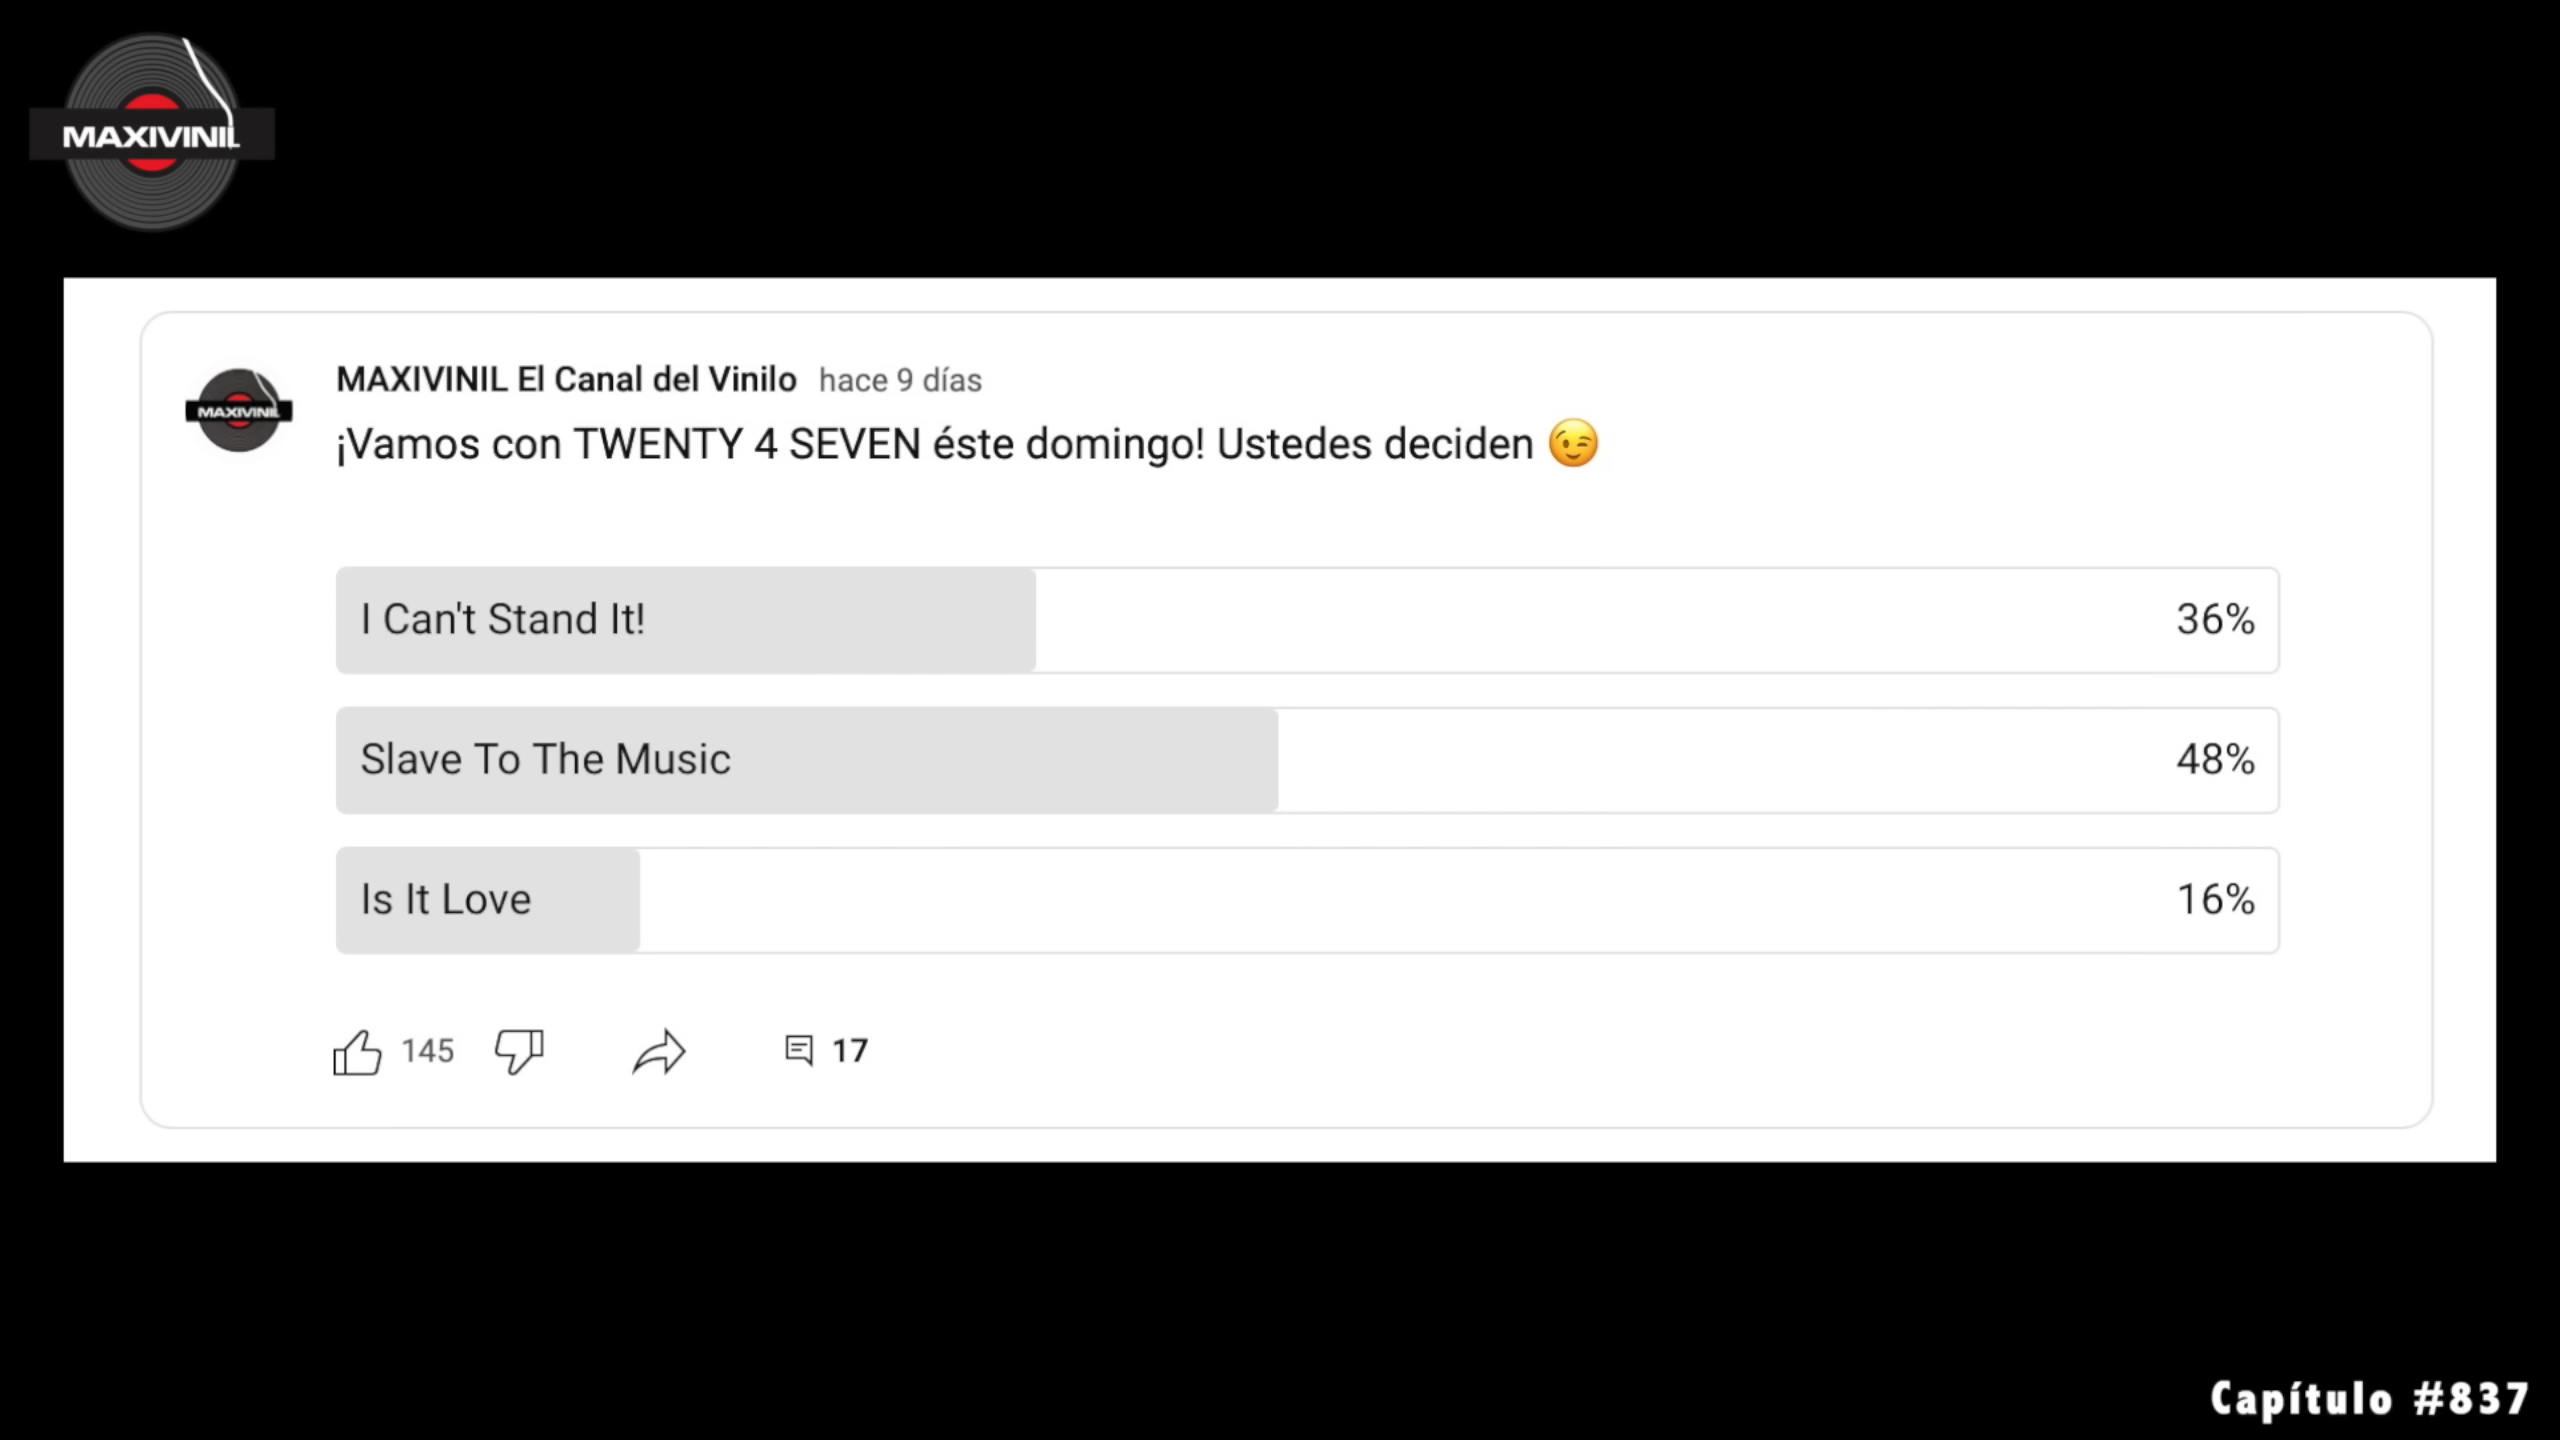 MAXIVINIL
MAXIVINIL
MAXIVINIL El Canal del Vinilo hace 9 días
¡Vamos con TWENTY 4 SEVEN éste domingo! Ustedes deciden 😉
I Can't Stand It! 36%
Slave To The Music 48%
Is It Love 16%
145 17
Capítulo #837